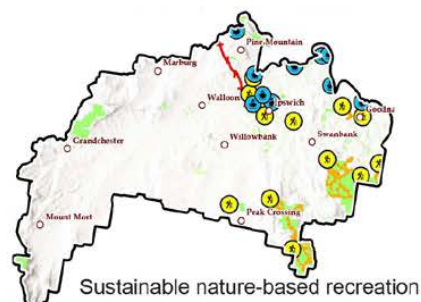 Pine Mountain
Marburg
Walloon
Ipswich
Goodna
Grandchester
Willowbank
Swanbank
Mount Mort
Peak Crossing
Sustainable nature-based recreation